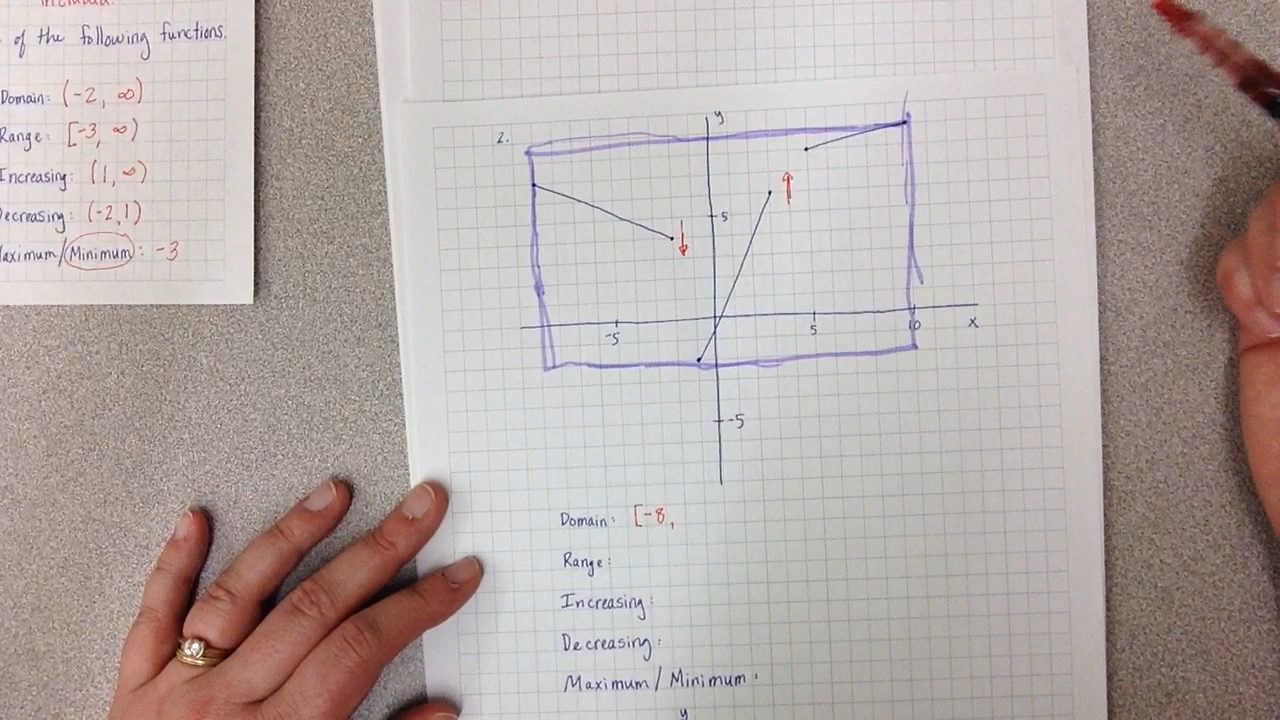 included.
of the following functions.
Domain: (-2, ∞)
Range: [-3, ∞)
Increasing: (1, ∞)
Decreasing: (-2,1)
Maximum/Minimum: -3
2.
y
5
-5
5
10
x
-5
Domain: [-8,
Range:
Increasing:
Decreasing:
Maximum/Minimum:
y